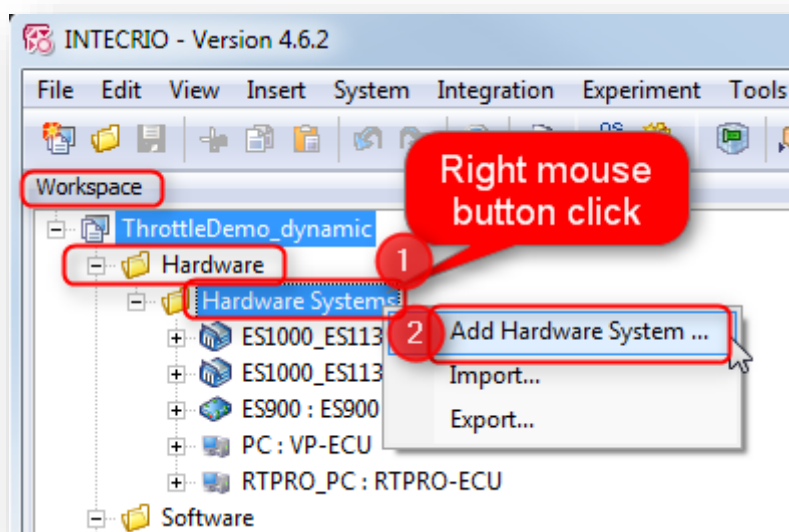 INTECRIO - Version 4.6.2
File Edit View Insert System Integration Experiment Tools
Workspace
Right mouse
button click
ThrottleDemo_dynamic
Hardware
1
Hardware Systems
ES1000_ES113
2 Add Hardware System ...
ES1000_ES113
Import...
ES900 : ES900
Export...
PC : VP-ECU
RTPRO_PC : RTPRO-ECU
Software